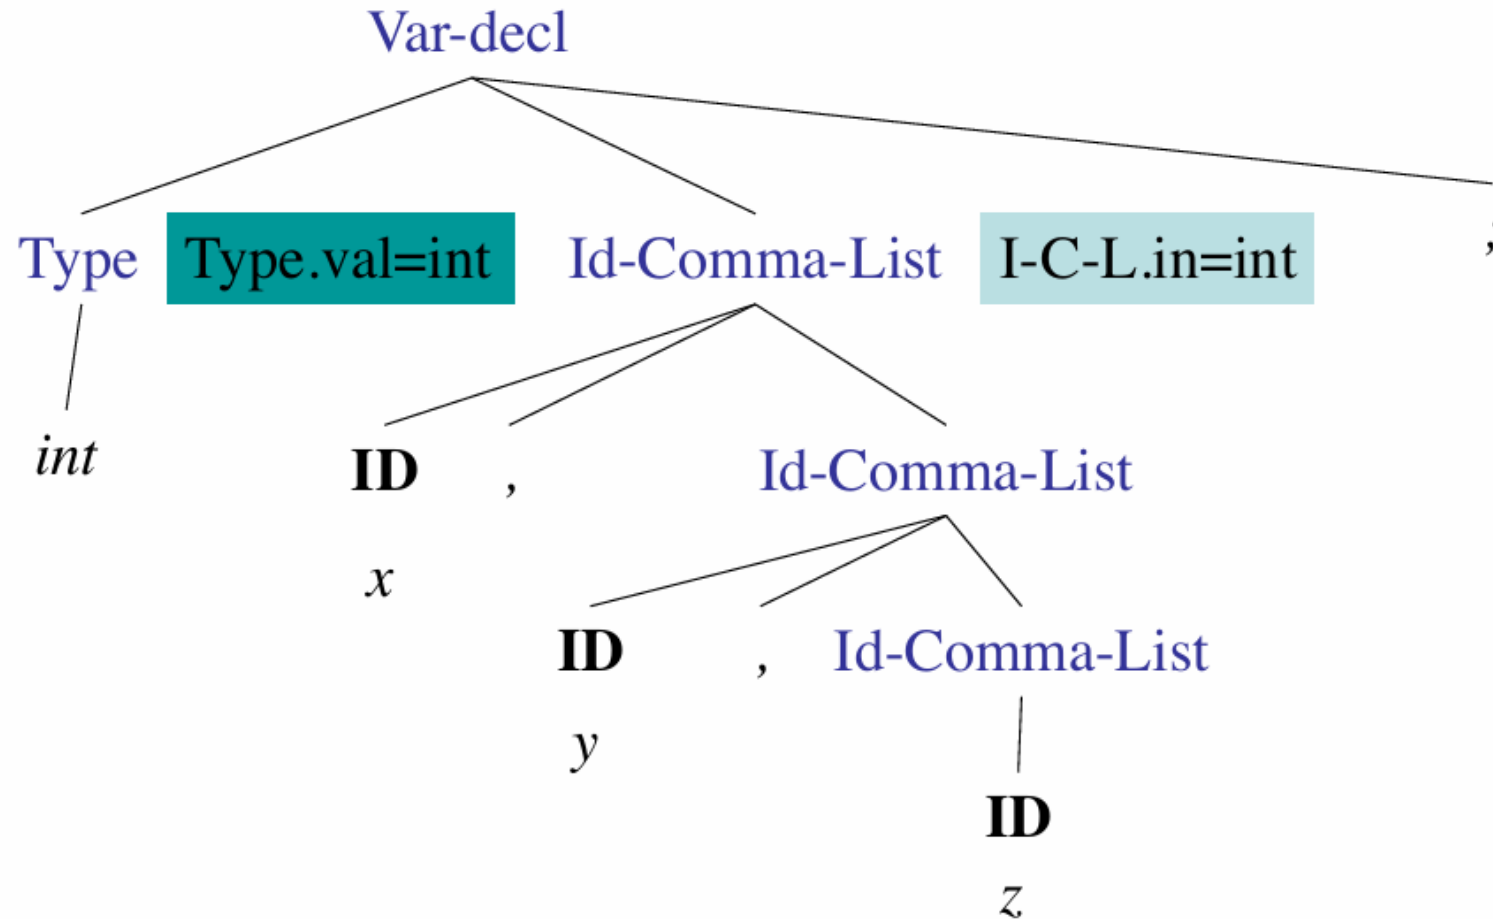 Var-decl
Type Type.val=int Id-Comma-List I-C-L.in=int ;
int ID , Id-Comma-List
x
ID , Id-Comma-List
y
ID
z